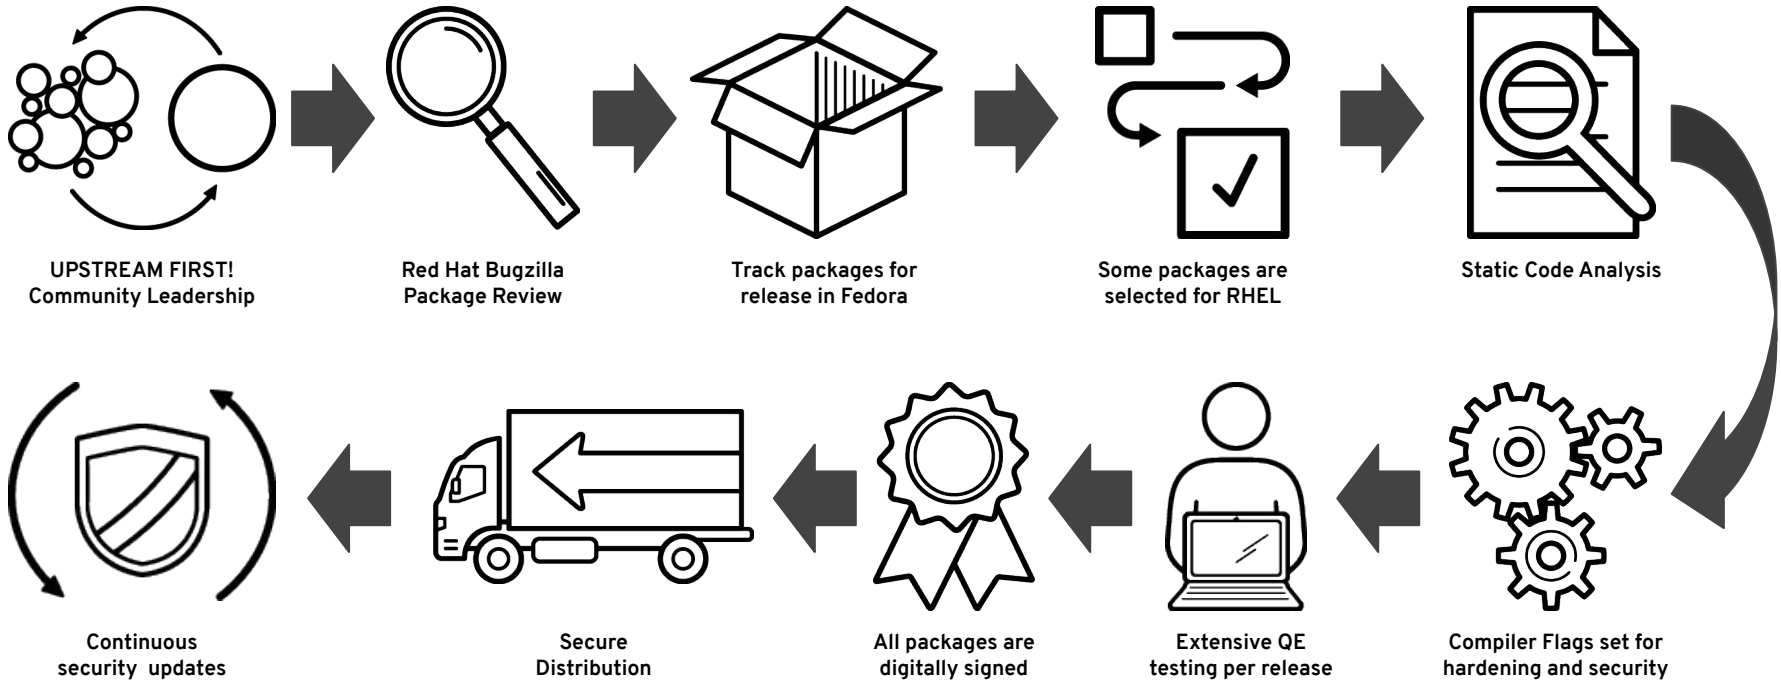 UPSTREAM FIRST!
Community Leadership
Red Hat Bugzilla
Package Review
Track packages for
release in Fedora
Some packages are
selected for RHEL
Static Code Analysis
Continuous
security  updates
Secure
Distribution
All packages are
digitally signed
Extensive QE
testing per release
Compiler Flags set for
hardening and security